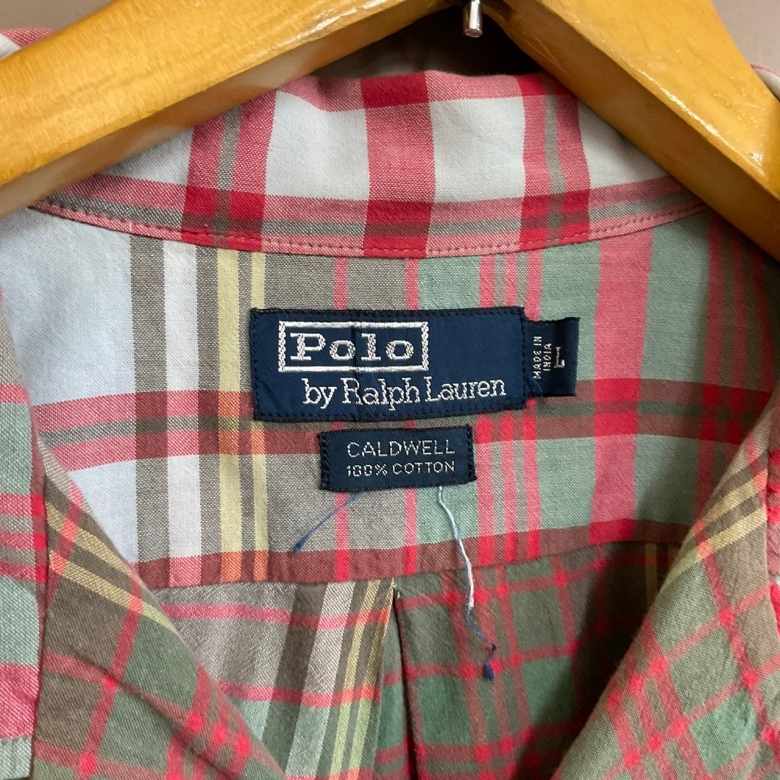 Polo
by Ralph Lauren
MADE IN
INDIA
L
CALDWELL
100% COTTON